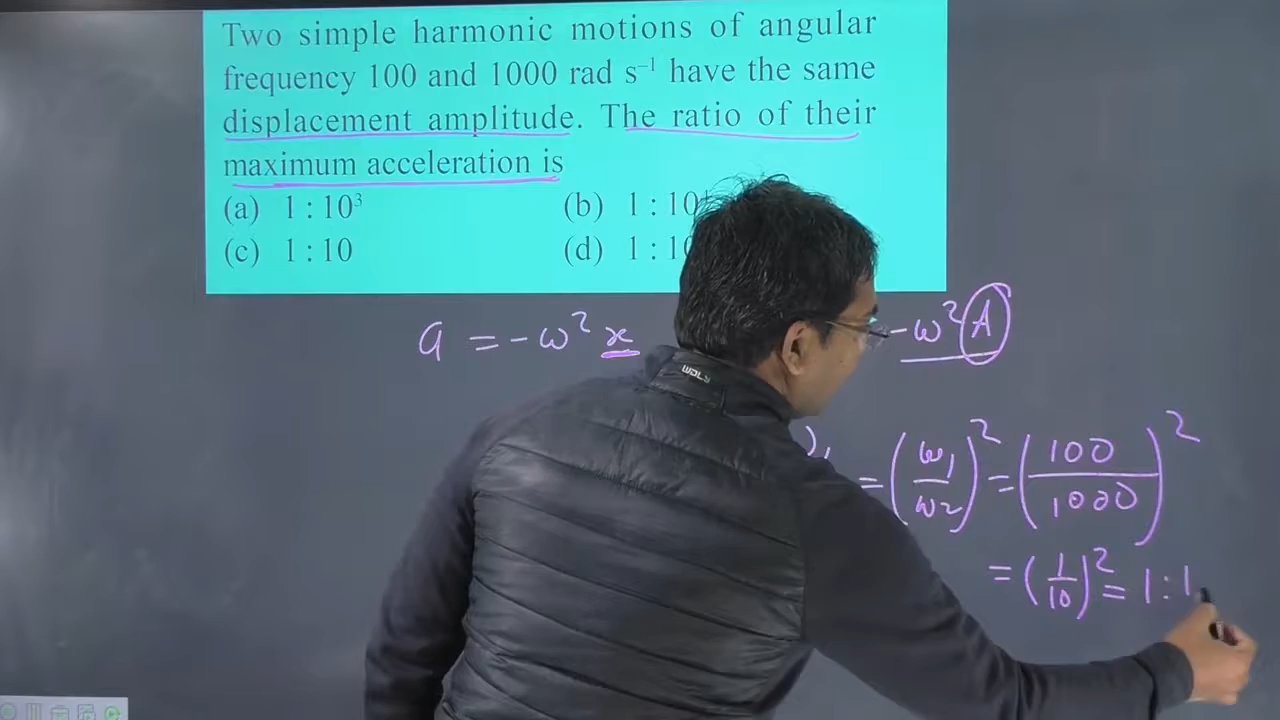 Two simple harmonic motions of angular
frequency 100 and 1000 rad s⁻¹ have the same
displacement amplitude. The ratio of their
maximum acceleration is
(a) 1 : 10³ (b) 1 : 10
(c) 1 : 10 (d) 1 : 1
a = -ω² x -ω² A
WDLY
= (ω1/ω2)² = (100/1000)²
= (1/10)² = 1 : 1